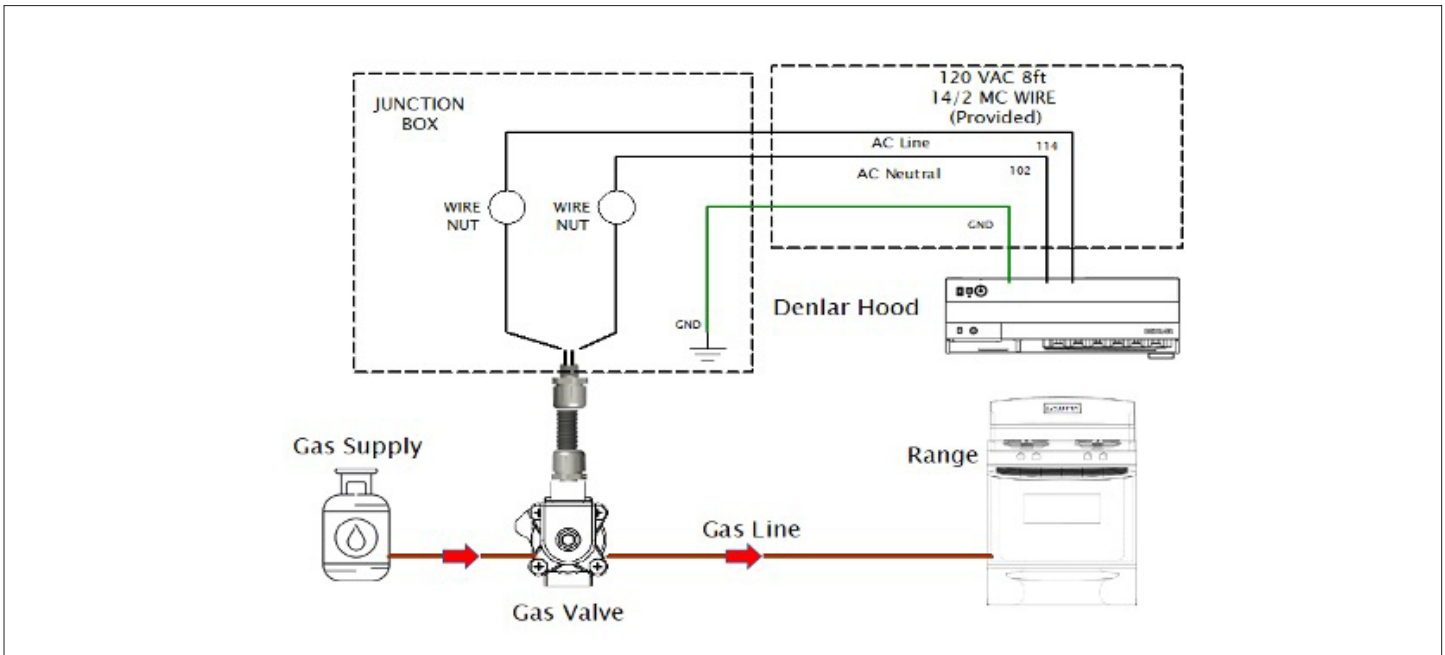 JUNCTION
BOX
120 VAC 8ft
14/2 MC WIRE
(Provided)
AC Line
114
AC Neutral
102
WIRE
NUT
WIRE
NUT
GND
GND
Denlar Hood
Gas Supply
Range
Gas Line
Gas Valve